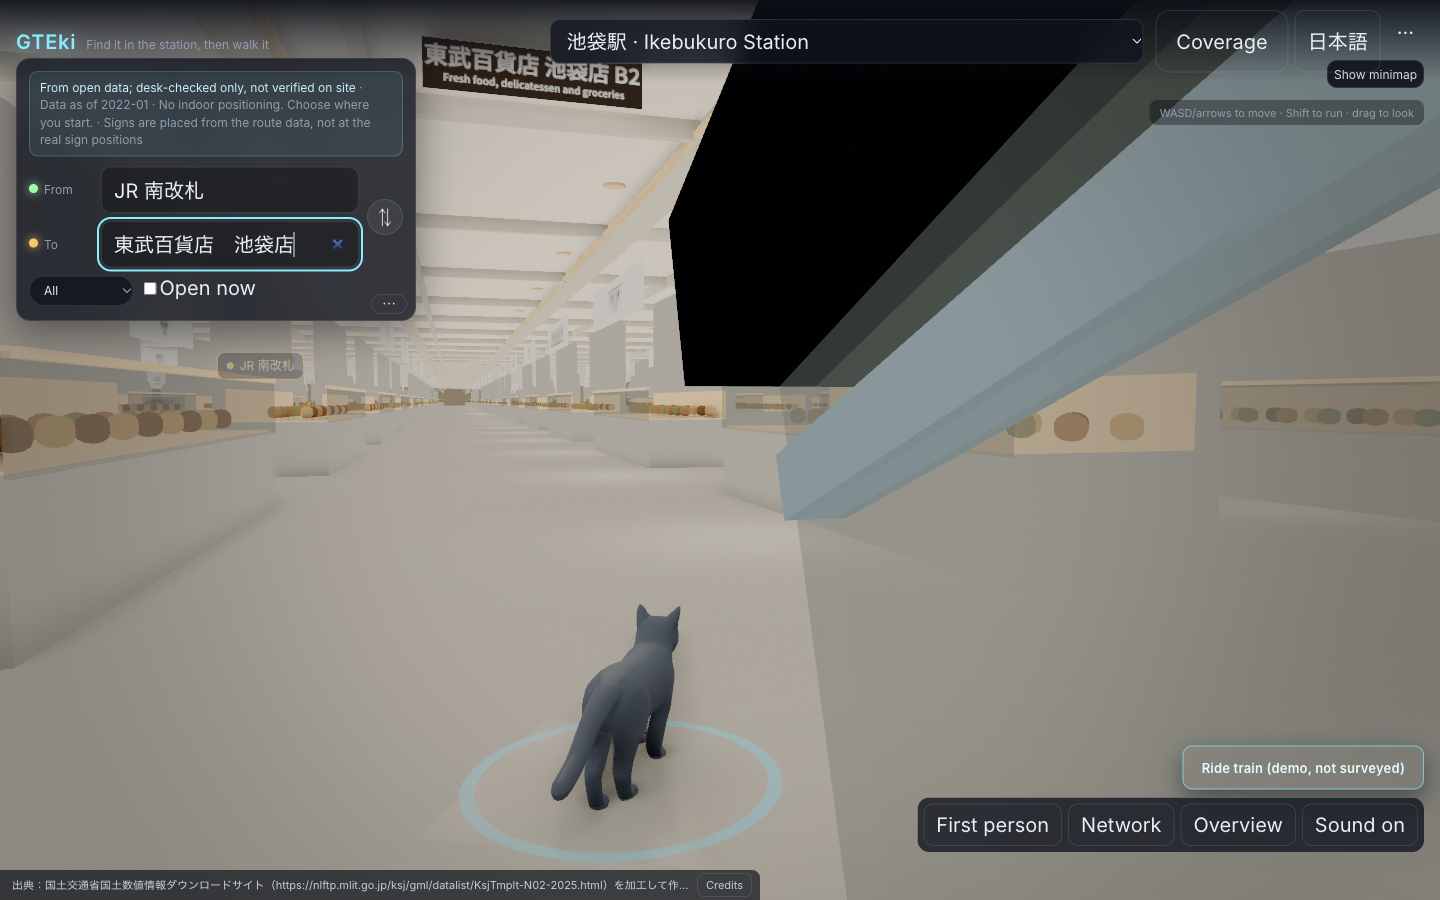 GTEki Find it in the station, then walk it
池袋駅 · Ikebukuro Station
Coverage
日本語
...
Show minimap
WASD/arrows to move · Shift to run · drag to look
From open data; desk-checked only, not verified on site ·
Data as of 2022-01 · No indoor positioning. Choose where
you start. · Signs are placed from the route data, not at the
real sign positions
From JR 南改札
To 東武百貨店　池袋店
All
Open now
...
東武百貨店 池袋店 B2
Fresh food, delicatessen and groceries
JR 南改札
Ride train (demo, not surveyed)
First person
Network
Overview
Sound on
出典：国土交通省国土数値情報ダウンロードサイト（https://nlftp.mlit.go.jp/ksj/gml/datalist/KsjTmplt-N02-2025.html）を加工して作...
Credits